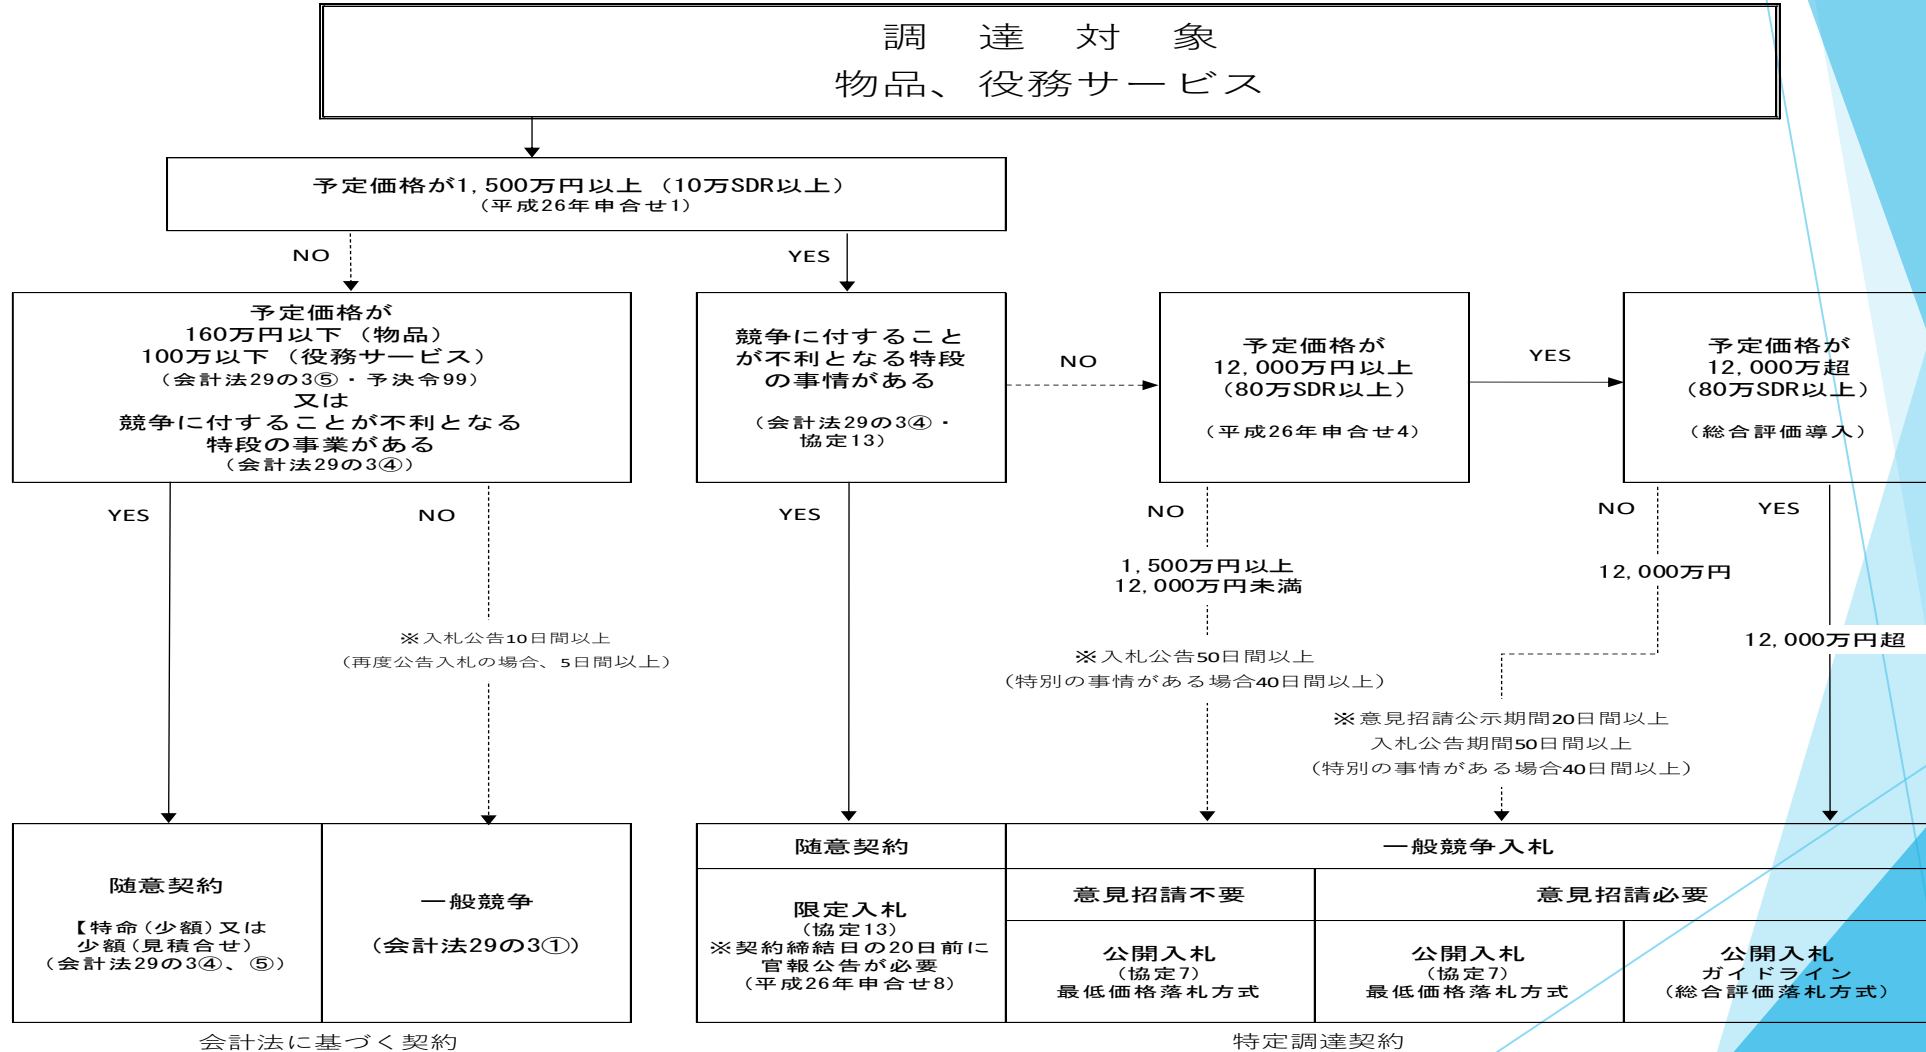 調　達　対　象
物品、役務サービス
予定価格が1,500万円以上（10万SDR以上）
（平成26年申合せ1）
NO
YES
予定価格が
160万円以下（物品）
100万以下（役務サービス）
（会計法29の3⑤・予決令99）
又は
競争に付することが不利となる
特段の事業がある
（会計法29の3④）
競争に付すること
が不利となる特段
の事情がある
（会計法29の3④・
協定13）
NO
予定価格が
12,000万円以上
（80万SDR以上）
（平成26年申合せ4）
YES
予定価格が
12,000万超
（80万SDR以上）
（総合評価導入）
YES
NO
YES
NO
NO
YES
1,500万円以上
12,000万円未満
12,000万円
12,000万円超
※入札公告10日間以上
（再度公告入札の場合、5日間以上）
※入札公告50日間以上
（特別の事情がある場合40日間以上）
※意見招請公示期間20日間以上
入札公告期間50日間以上
（特別の事情がある場合40日間以上）
随意契約
【特命（少額）又は
少額（見積合せ）
（会計法29の3④、⑤）
一般競争
（会計法29の3①）
随意契約
限定入札
（協定13）
※契約締結日の20日前に
官報公告が必要
（平成26年申合せ8）
一般競争入札
意見招請不要
意見招請必要
公開入札
（協定7）
最低価格落札方式
公開入札
（協定7）
最低価格落札方式
公開入札
ガイドライン
（総合評価落札方式）
会計法に基づく契約
特定調達契約